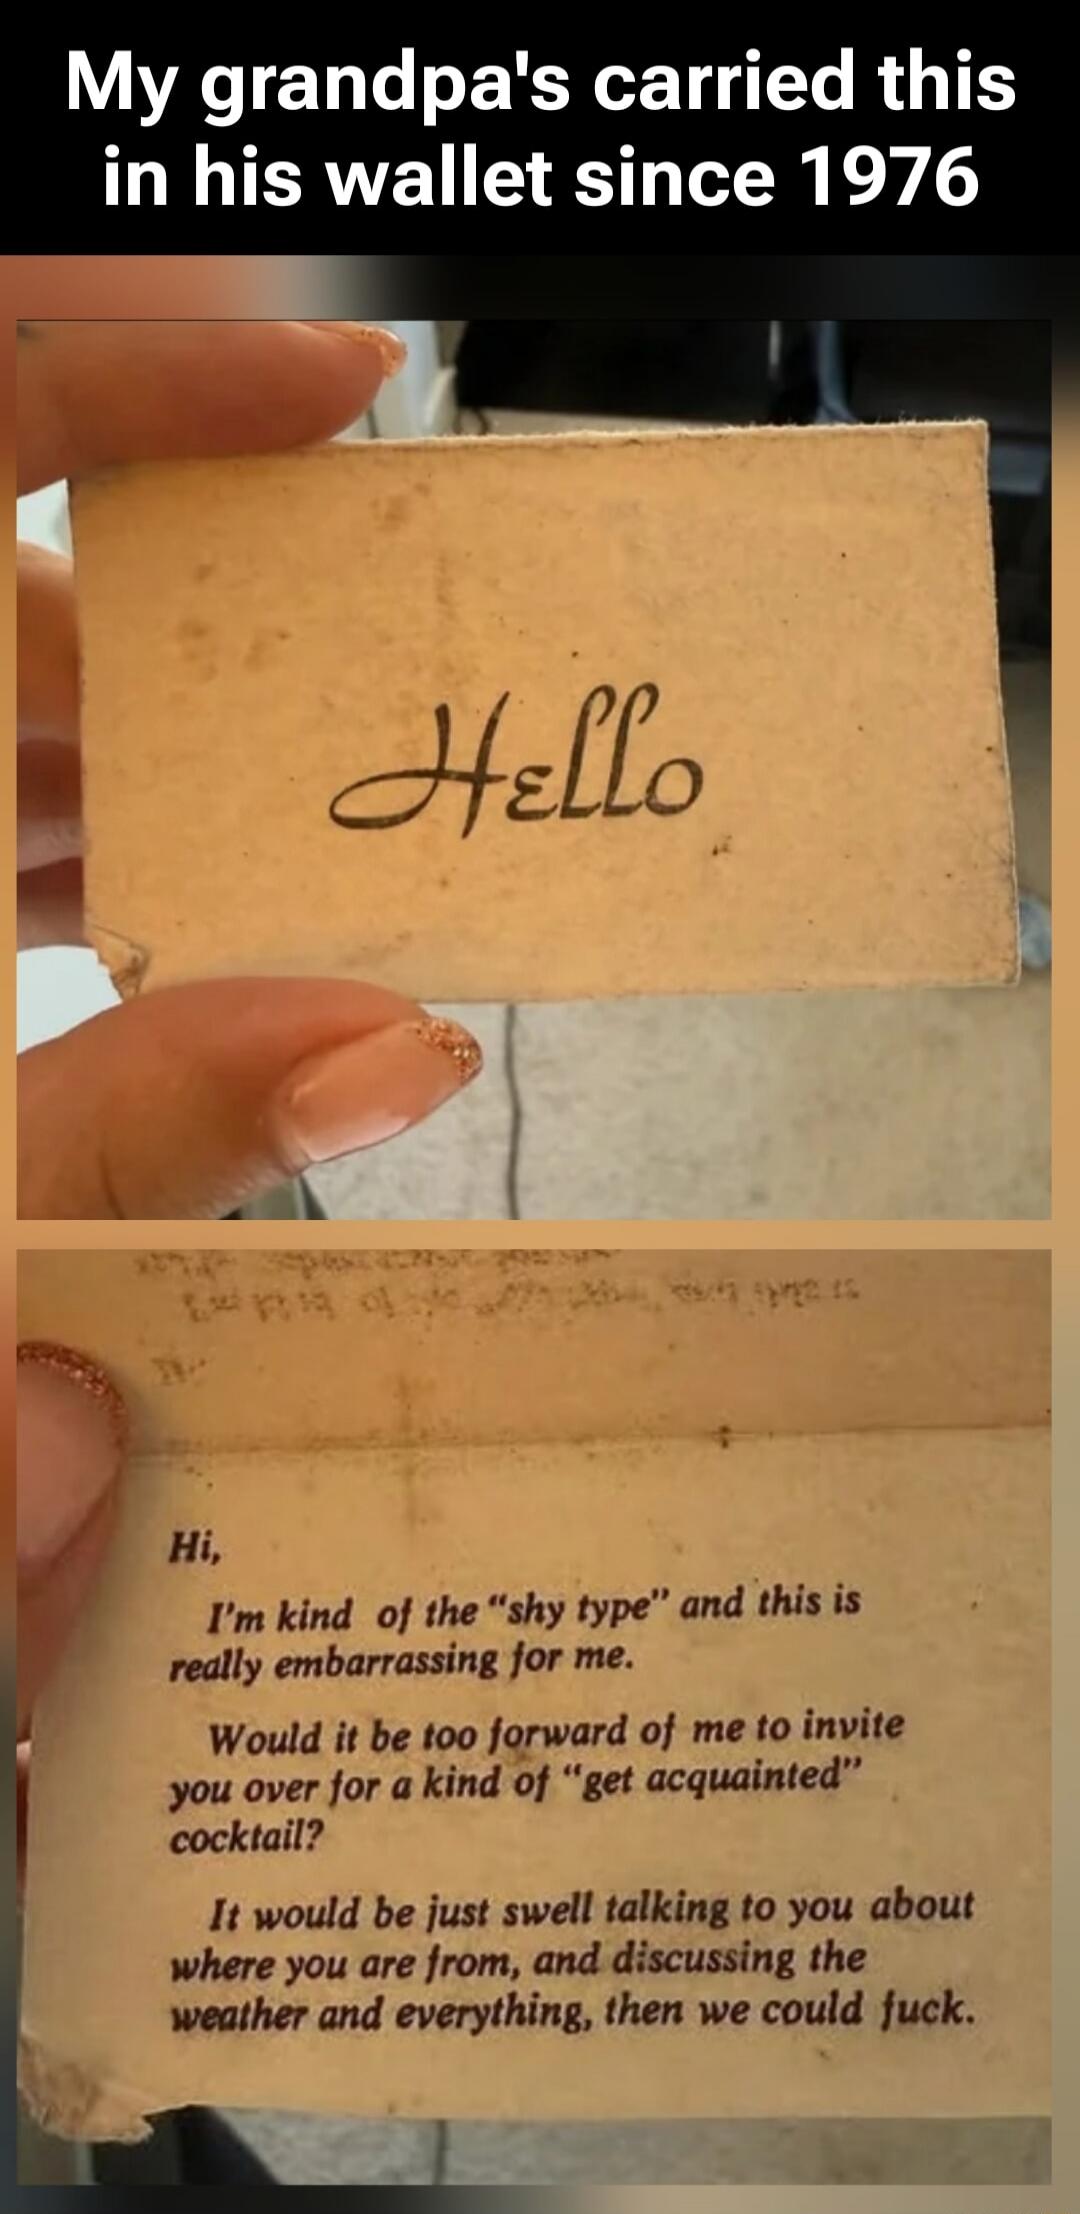 My grandpa's carried this
in his wallet since 1976
Hello
Hi,
I'm kind of the "shy type" and this is
really embarrassing for me.
Would it be too forward of me to invite
you over for a kind of "get acquainted"
cocktail?
It would be just swell talking to you about
where you are from, and discussing the
weather and everything, then we could fuck.